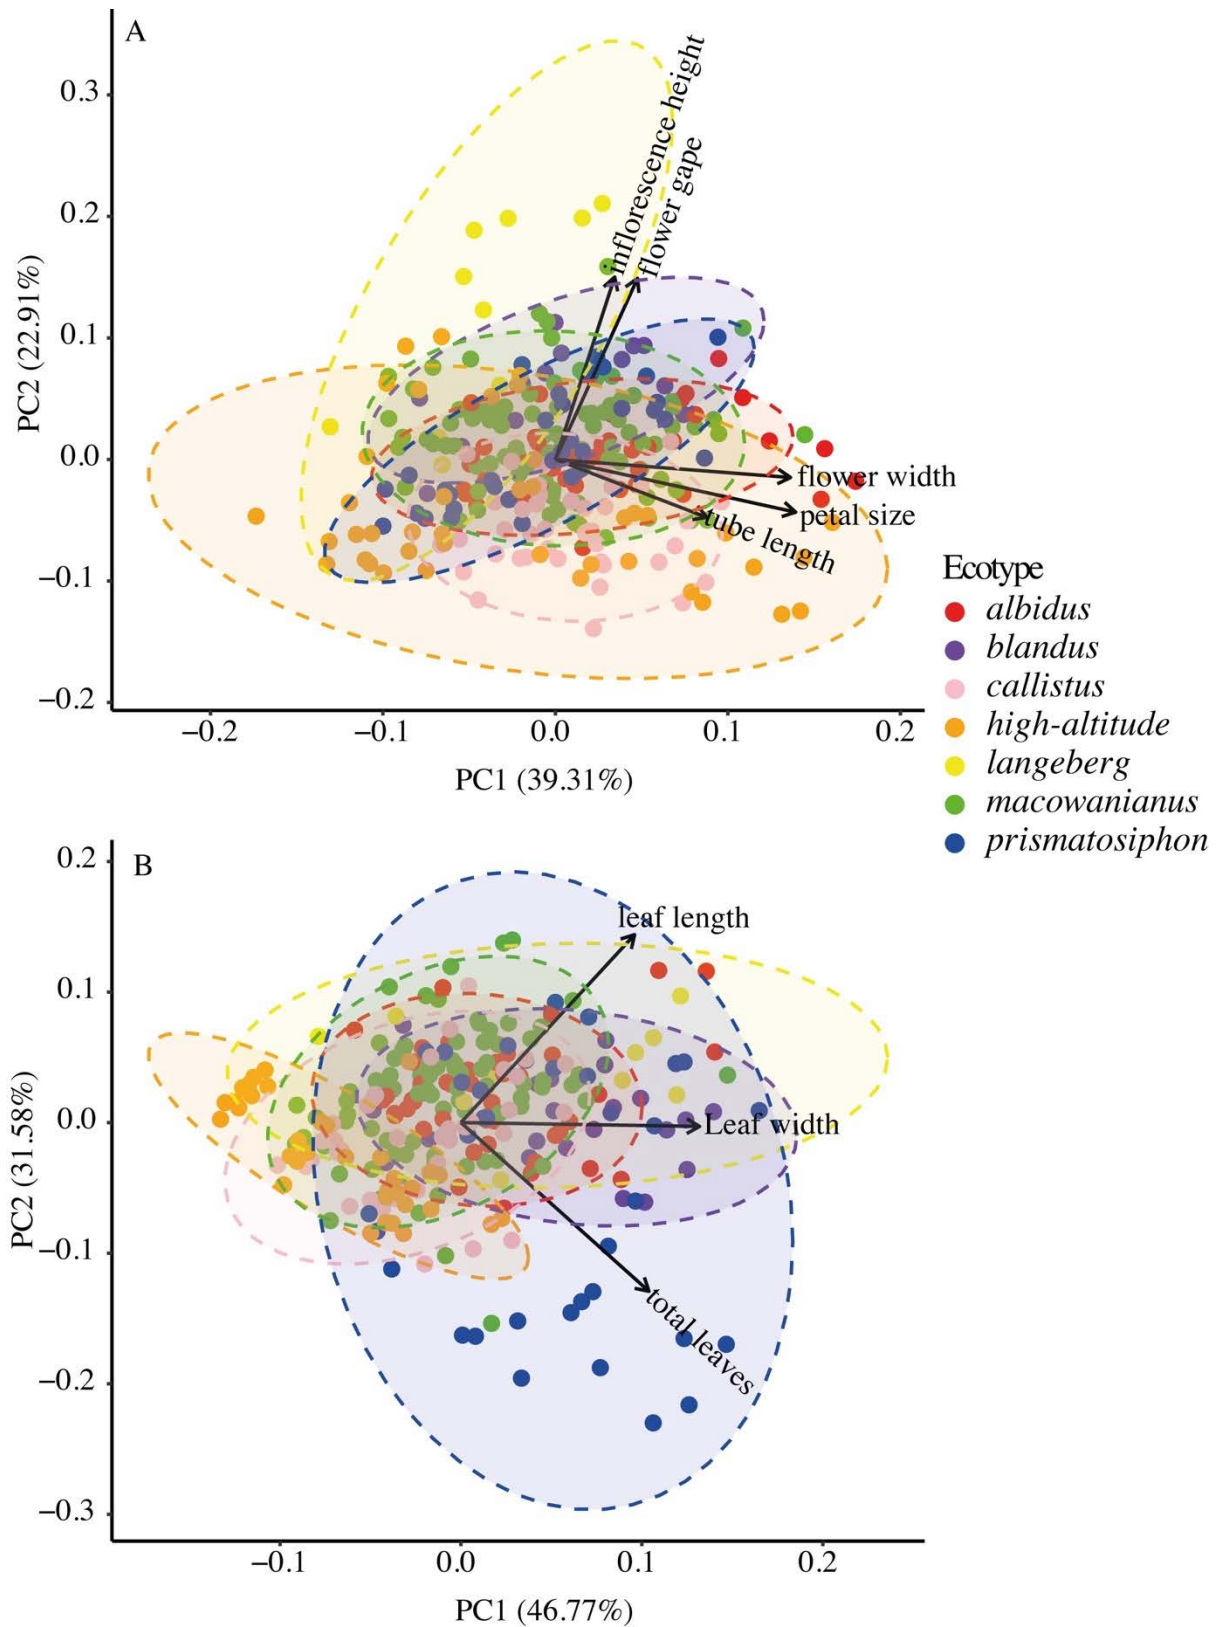 A
inflorescence height
flower gape
0.3
0.2
0.1
0.0
−0.1
−0.2
PC2 (22.91%)
flower width
petal size
tube length
−0.2
−0.1
0.0
0.1
0.2
PC1 (39.31%)
Ecotype
albidus
blandus
callistus
high-altitude
langeberg
macowanianus
prismatosiphon
B
leaf length
0.2
0.1
0.0
−0.1
−0.2
−0.3
PC2 (31.58%)
Leaf width
total leaves
−0.1
0.0
0.1
0.2
PC1 (46.77%)